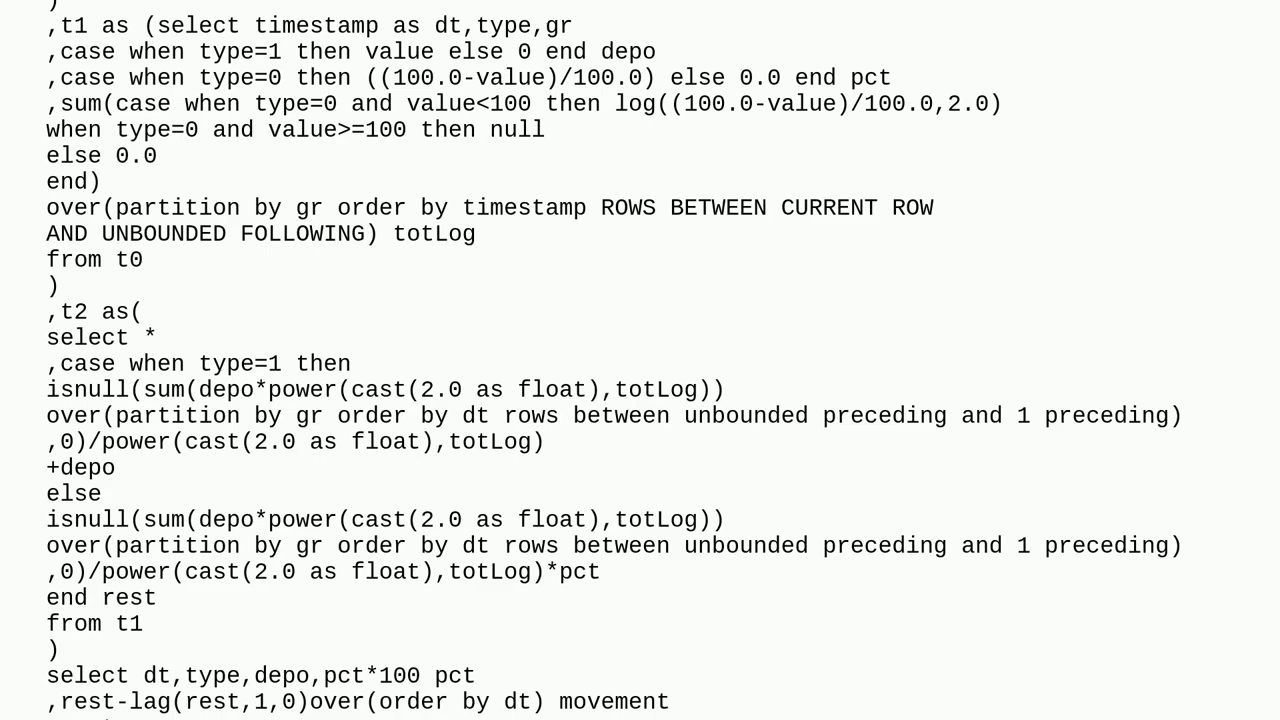 )
,t1 as (select timestamp as dt,type,gr
,case when type=1 then value else 0 end depo
,case when type=0 then ((100.0-value)/100.0) else 0.0 end pct
,sum(case when type=0 and value<100 then log((100.0-value)/100.0,2.0)
when type=0 and value>=100 then null
else 0.0
end)
over(partition by gr order by timestamp ROWS BETWEEN CURRENT ROW
AND UNBOUNDED FOLLOWING) totLog
from t0
)
,t2 as(
select *
,case when type=1 then
isnull(sum(depo*power(cast(2.0 as float),totLog))
over(partition by gr order by dt rows between unbounded preceding and 1 preceding)
,0)/power(cast(2.0 as float),totLog)
+depo
else
isnull(sum(depo*power(cast(2.0 as float),totLog))
over(partition by gr order by dt rows between unbounded preceding and 1 preceding)
,0)/power(cast(2.0 as float),totLog)*pct
end rest
from t1
)
select dt,type,depo,pct*100 pct
,rest-lag(rest,1,0)over(order by dt) movement